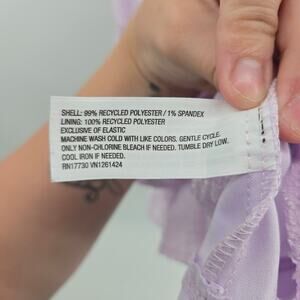 SHELL: 99% RECYCLED POLYESTER / 1% SPANDEX
LINING: 100% RECYCLED POLYESTER
EXCLUSIVE OF ELASTIC
MACHINE WASH COLD WITH LIKE COLORS. GENTLE CYCLE.
ONLY NON-CHLORINE BLEACH IF NEEDED. TUMBLE DRY LOW.
COOL IRON IF NEEDED.
RN17730 VN1261424